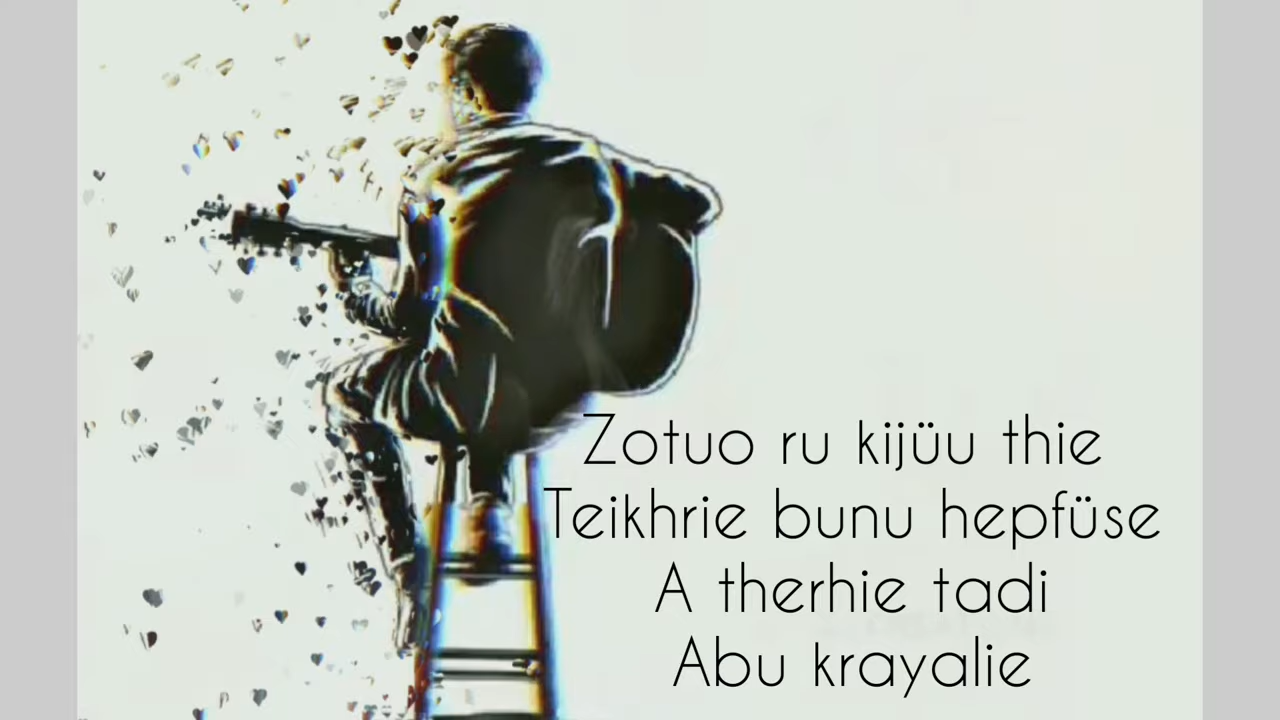 Zotuo ru kijüu thie
Teikhrie bunu hepfüse
A therhie tadi
Abu krayalie